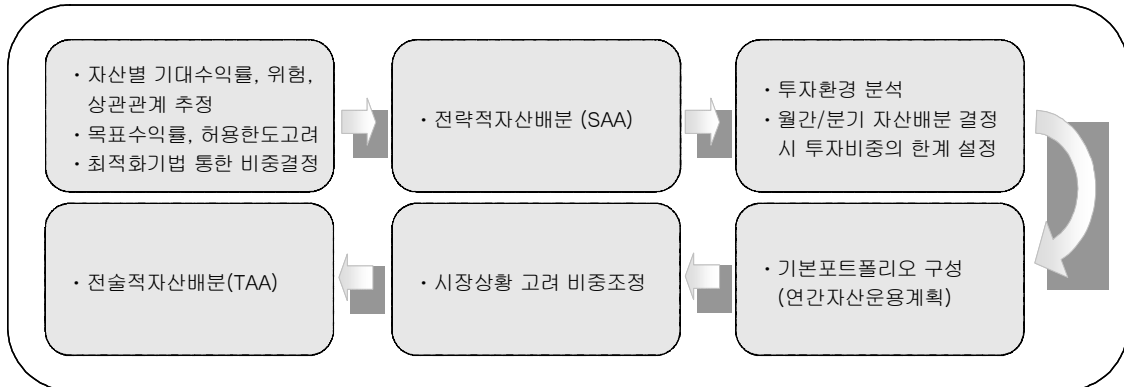 · 자산별 기대수익률, 위험,
상관관계 추정
· 목표수익률, 허용한도고려
· 최적화기법 통한 비중결정
· 전략적자산배분 (SAA)
· 투자환경 분석
· 월간/분기 자산배분 결정
시 투자비중의 한계 설정
· 기본포트폴리오 구성
(연간자산운용계획)
· 시장상황 고려 비중조정
· 전술적자산배분(TAA)